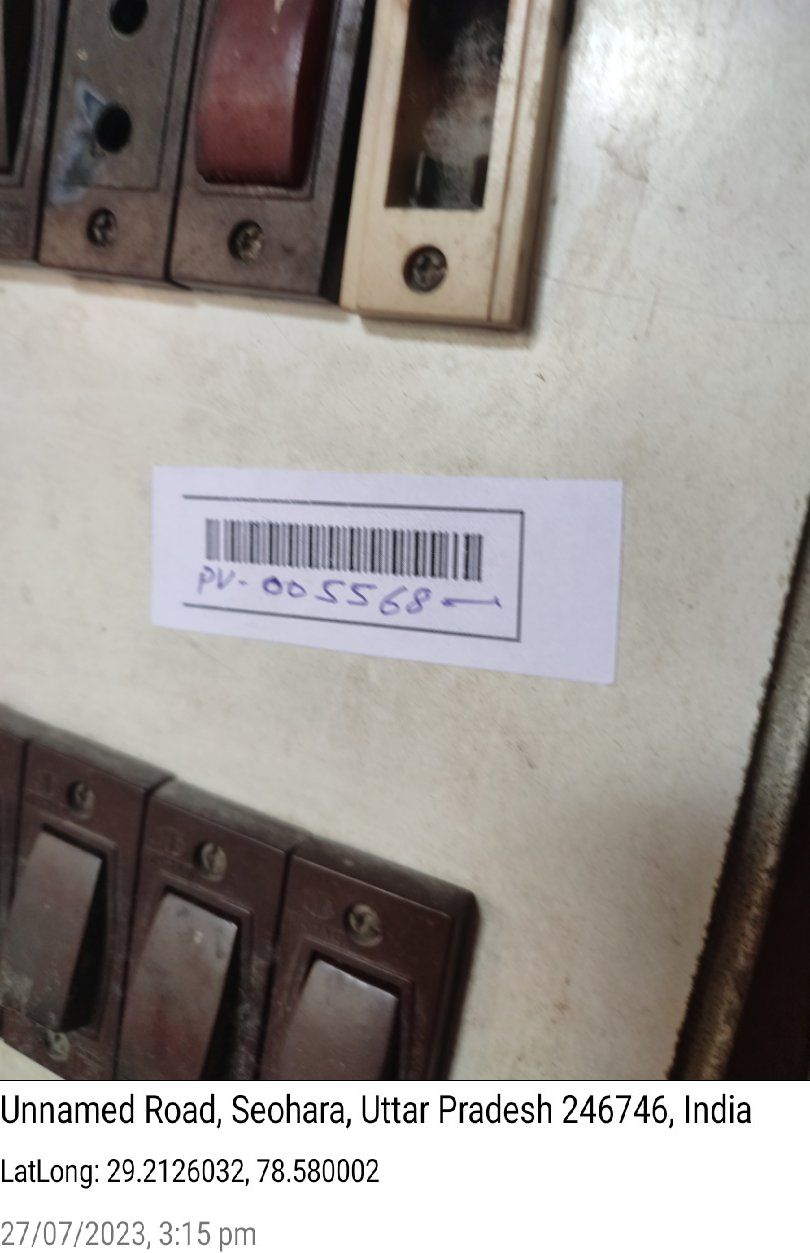 PV-005568
Unnamed Road, Seohara, Uttar Pradesh 246746, India
LatLong: 29.2126032, 78.580002
27/07/2023, 3:15 pm